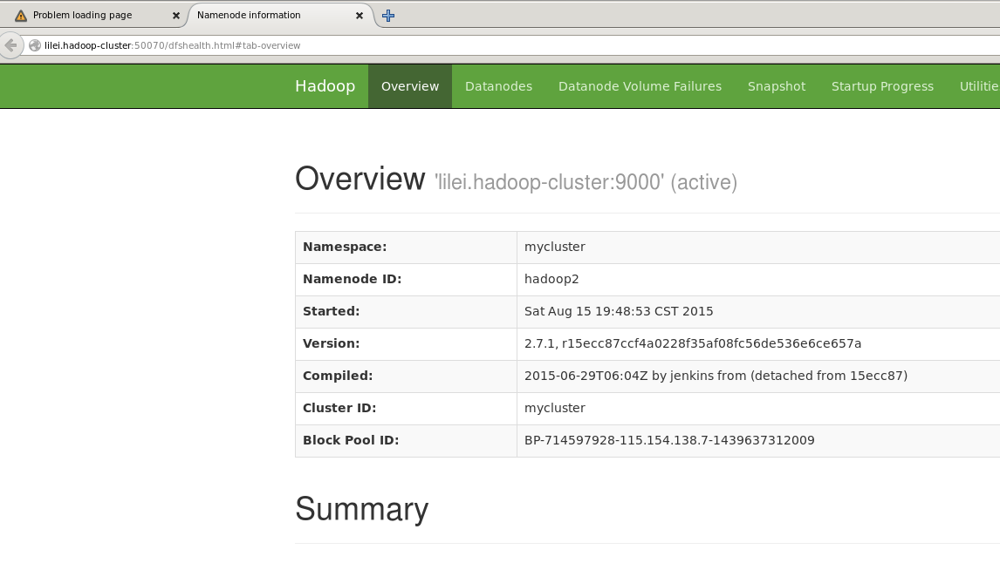 Problem loading page
Namenode information
lilei.hadoop-cluster:50070/dfshealth.html#tab-overview
Hadoop Overview Datanodes Datanode Volume Failures Snapshot Startup Progress Utilitie
Overview 'lilei.hadoop-cluster:9000' (active)
Namespace: mycluster
Namenode ID: hadoop2
Started: Sat Aug 15 19:48:53 CST 2015
Version: 2.7.1, r15ecc87ccf4a0228f35af08fc56de536e6ce657a
Compiled: 2015-06-29T06:04Z by jenkins from (detached from 15ecc87)
Cluster ID: mycluster
Block Pool ID: BP-714597928-115.154.138.7-1439637312009
Summary